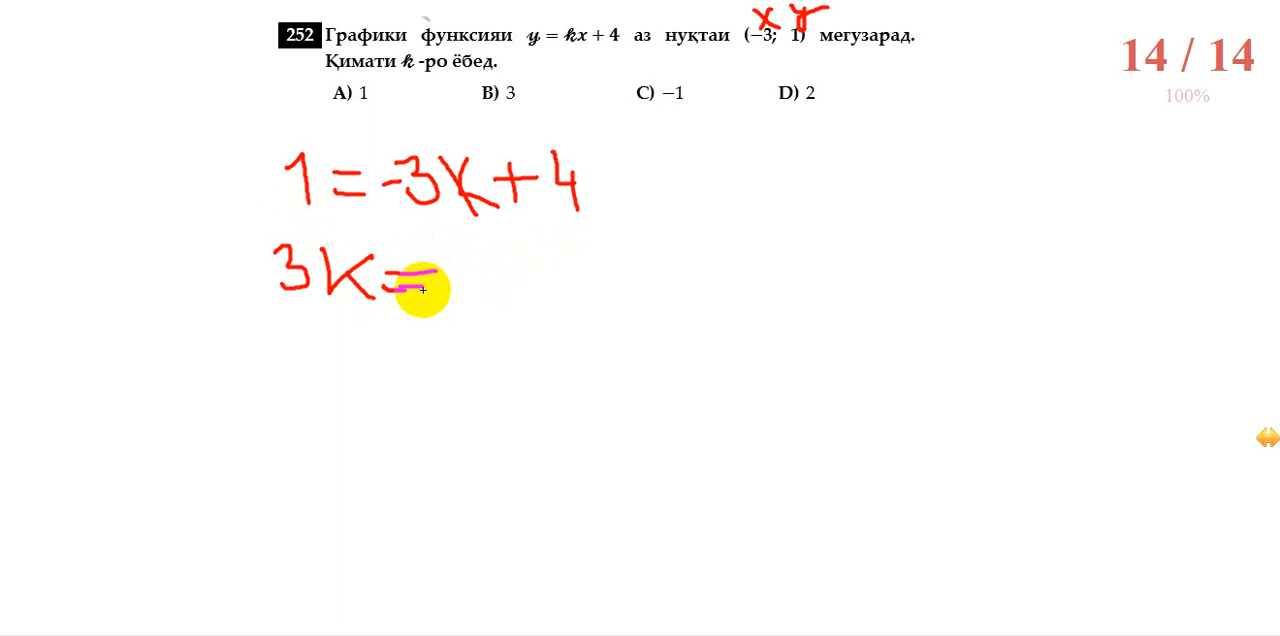 x y
252 Графики функсияи y = kx + 4 аз нуқтаи (−3; 1) мегузарад.
Қимати k -ро ёбед.
A) 1 B) 3 C) −1 D) 2
14 / 14
100%
1 = -3K + 4
3K =